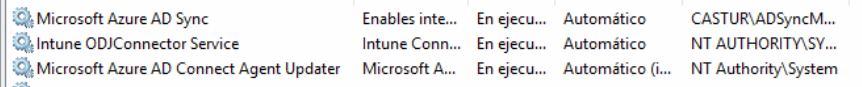 Microsoft Azure AD Sync Enables inte... En ejecu... Automático CASTUR\ADSyncM...
Intune ODJConnector Service Intune Conn... En ejecu... Automático NT AUTHORITY\SY...
Microsoft Azure AD Connect Agent Updater Microsoft A... En ejecu... Automático (i... NT Authority\System